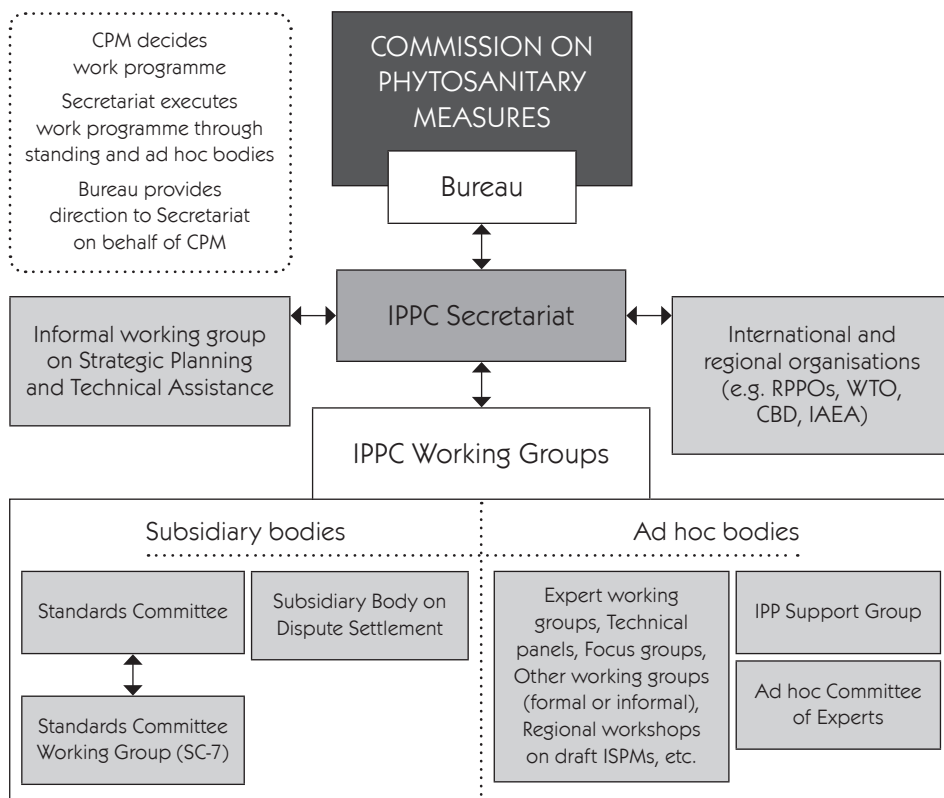 CPM decides
work programme
Secretariat executes
work programme through
standing and ad hoc bodies
Bureau provides
direction to Secretariat
on behalf of CPM
COMMISSION ON
PHYTOSANITARY
MEASURES
Bureau
IPPC Secretariat
Informal working group
on Strategic Planning
and Technical Assistance
International and
regional organisations
(e.g. RPPOs, WTO,
CBD, IAEA)
IPPC Working Groups
Subsidiary bodies
Standards Committee
Subsidiary Body on
Dispute Settlement
Standards Committee
Working Group (SC-7)
Ad hoc bodies
Expert working
groups, Technical
panels, Focus groups,
Other working groups
(formal or informal),
Regional workshops
on draft ISPMs, etc.
IPP Support Group
Ad hoc Committee
of Experts